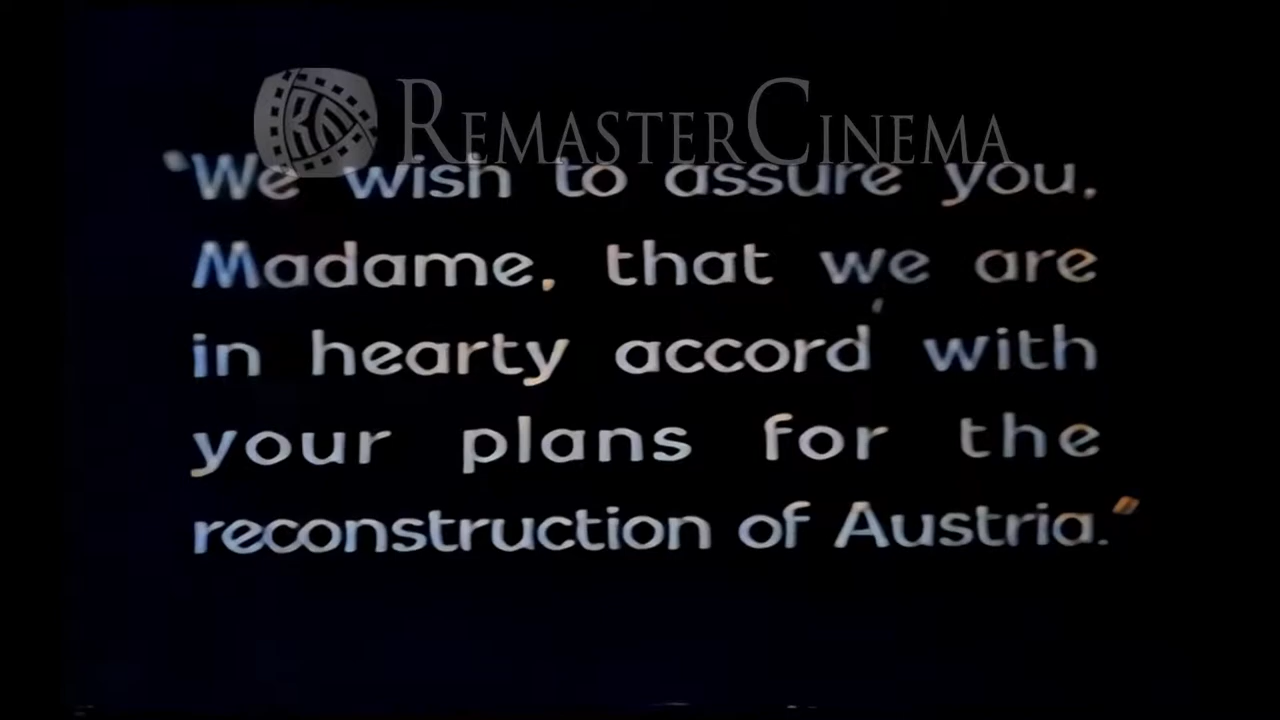 REMASTERCINEMA
"We wish to assure you,
Madame, that we are
in hearty accord with
your plans for the
reconstruction of Austria."